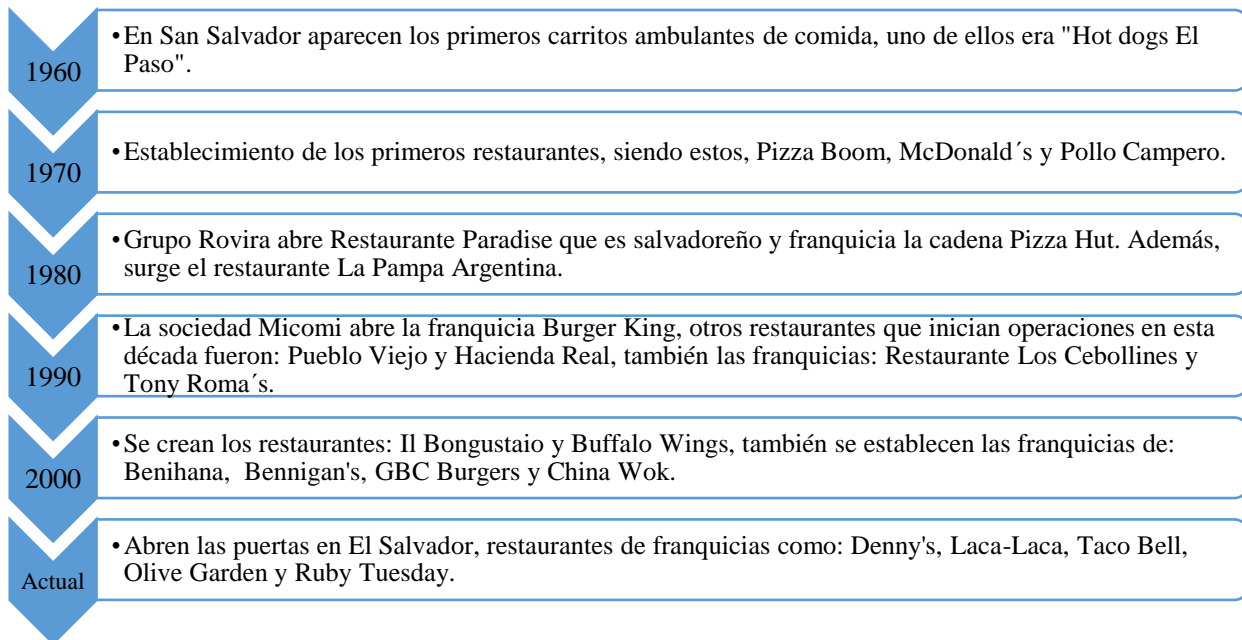 1960
•En San Salvador aparecen los primeros carritos ambulantes de comida, uno de ellos era "Hot dogs El
Paso".
1970
•Establecimiento de los primeros restaurantes, siendo estos, Pizza Boom, McDonald´s y Pollo Campero.
1980
•Grupo Rovira abre Restaurante Paradise que es salvadoreño y franquicia la cadena Pizza Hut. Además,
surge el restaurante La Pampa Argentina.
1990
•La sociedad Micomi abre la franquicia Burger King, otros restaurantes que inician operaciones en esta
década fueron: Pueblo Viejo y Hacienda Real, también las franquicias: Restaurante Los Cebollines y
Tony Roma´s.
2000
•Se crean los restaurantes: Il Bongustaio y Buffalo Wings, también se establecen las franquicias de:
Benihana, Bennigan's, GBC Burgers y China Wok.
Actual
•Abren las puertas en El Salvador, restaurantes de franquicias como: Denny's, Laca-Laca, Taco Bell,
Olive Garden y Ruby Tuesday.